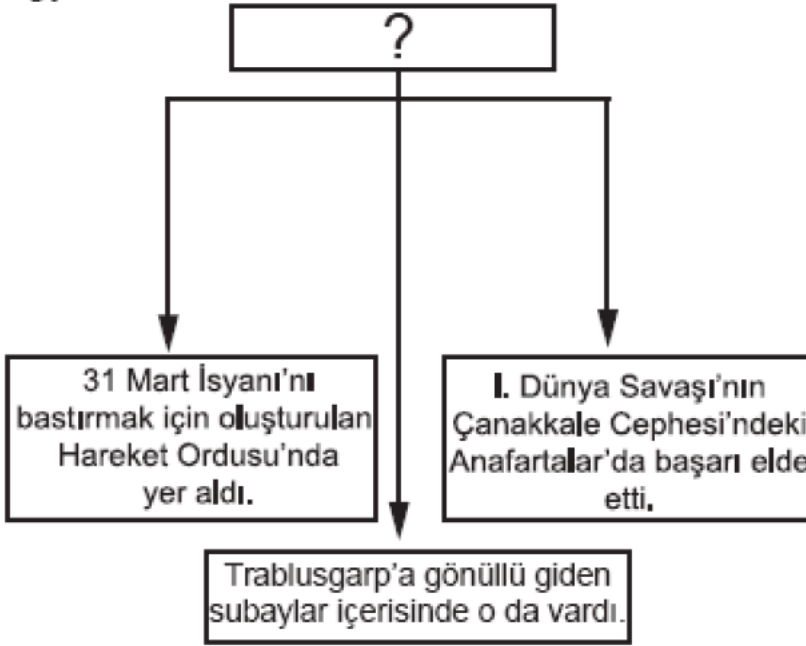 ?
31 Mart İsyanı'nı
bastırmak için oluşturulan
Hareket Ordusu'nda
yer aldı.
I. Dünya Savaşı'nın
Çanakkale Cephesi'ndeki
Anafartalar'da başarı elde
etti.
Trablusgarp'a gönüllü giden
subaylar içerisinde o da vardı.